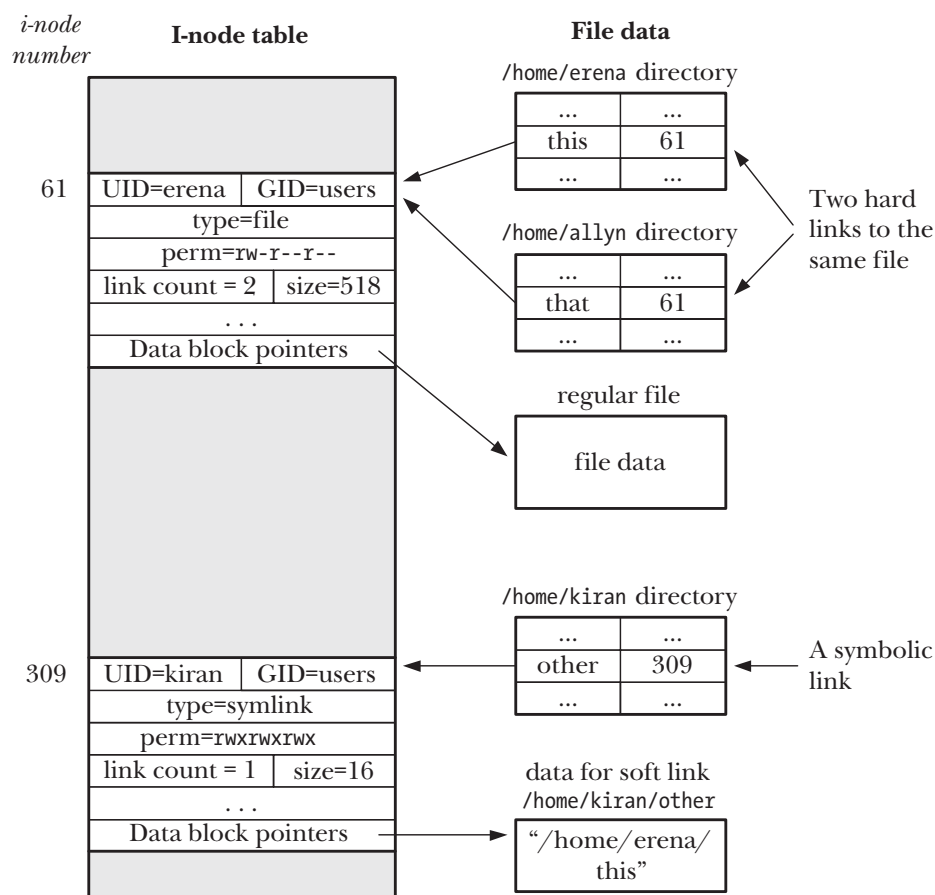 i-node
number
I-node table
File data
/home/erena directory
... ...
this 61
... ...
61
UID=erena GID=users
type=file
perm=rw-r--r--
link count = 2 size=518
. . .
Data block pointers
/home/allyn directory
... ...
that 61
... ...
Two hard
links to the
same file
regular file
file data
/home/kiran directory
... ...
other 309
... ...
A symbolic
link
309
UID=kiran GID=users
type=symlink
perm=rwxrwxrwx
link count = 1 size=16
. . .
Data block pointers
data for soft link
/home/kiran/other
“/home/erena/
this”